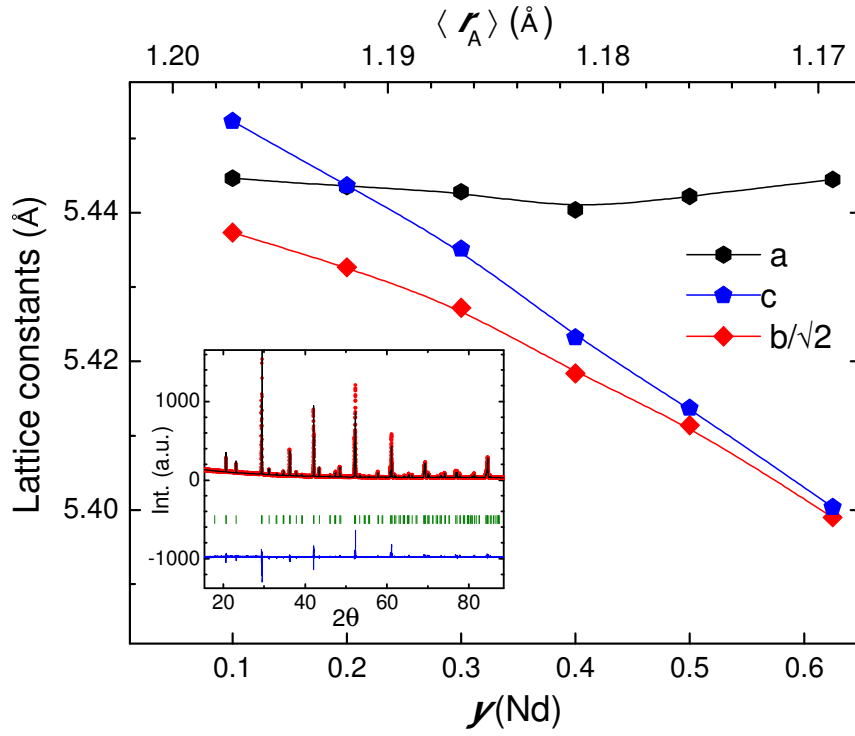 ⟨ r_A ⟩ (Å)
1.20 1.19 1.18 1.17
Lattice constants (Å)
5.44
5.42
5.40
a
c
b/√2
Int. (a.u.)
1000
0
-1000
20 40 60 80
2θ
0.1 0.2 0.3 0.4 0.5 0.6
y(Nd)